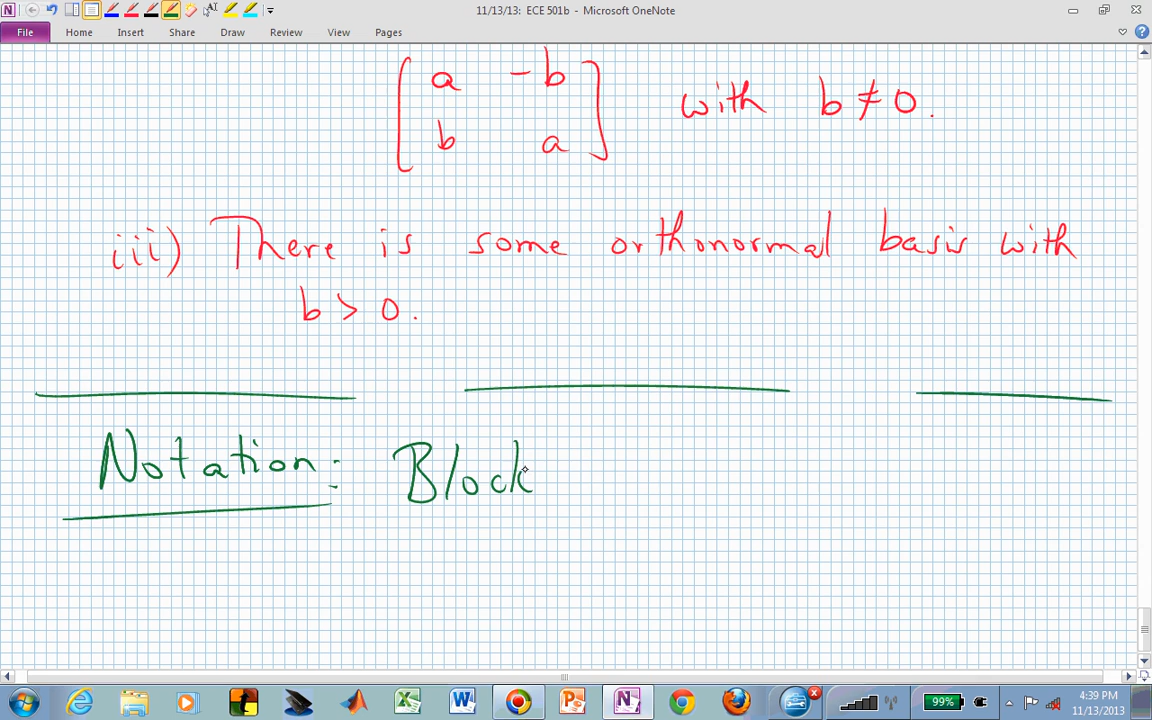 11/13/13: ECE 501b - Microsoft OneNote
File Home Insert Share Draw Review View Pages
a -b
b a
with b ≠ 0.
iii) There is some orthonormal basis with
b > 0.
Notation: Block
99%
4:39 PM
11/13/2013